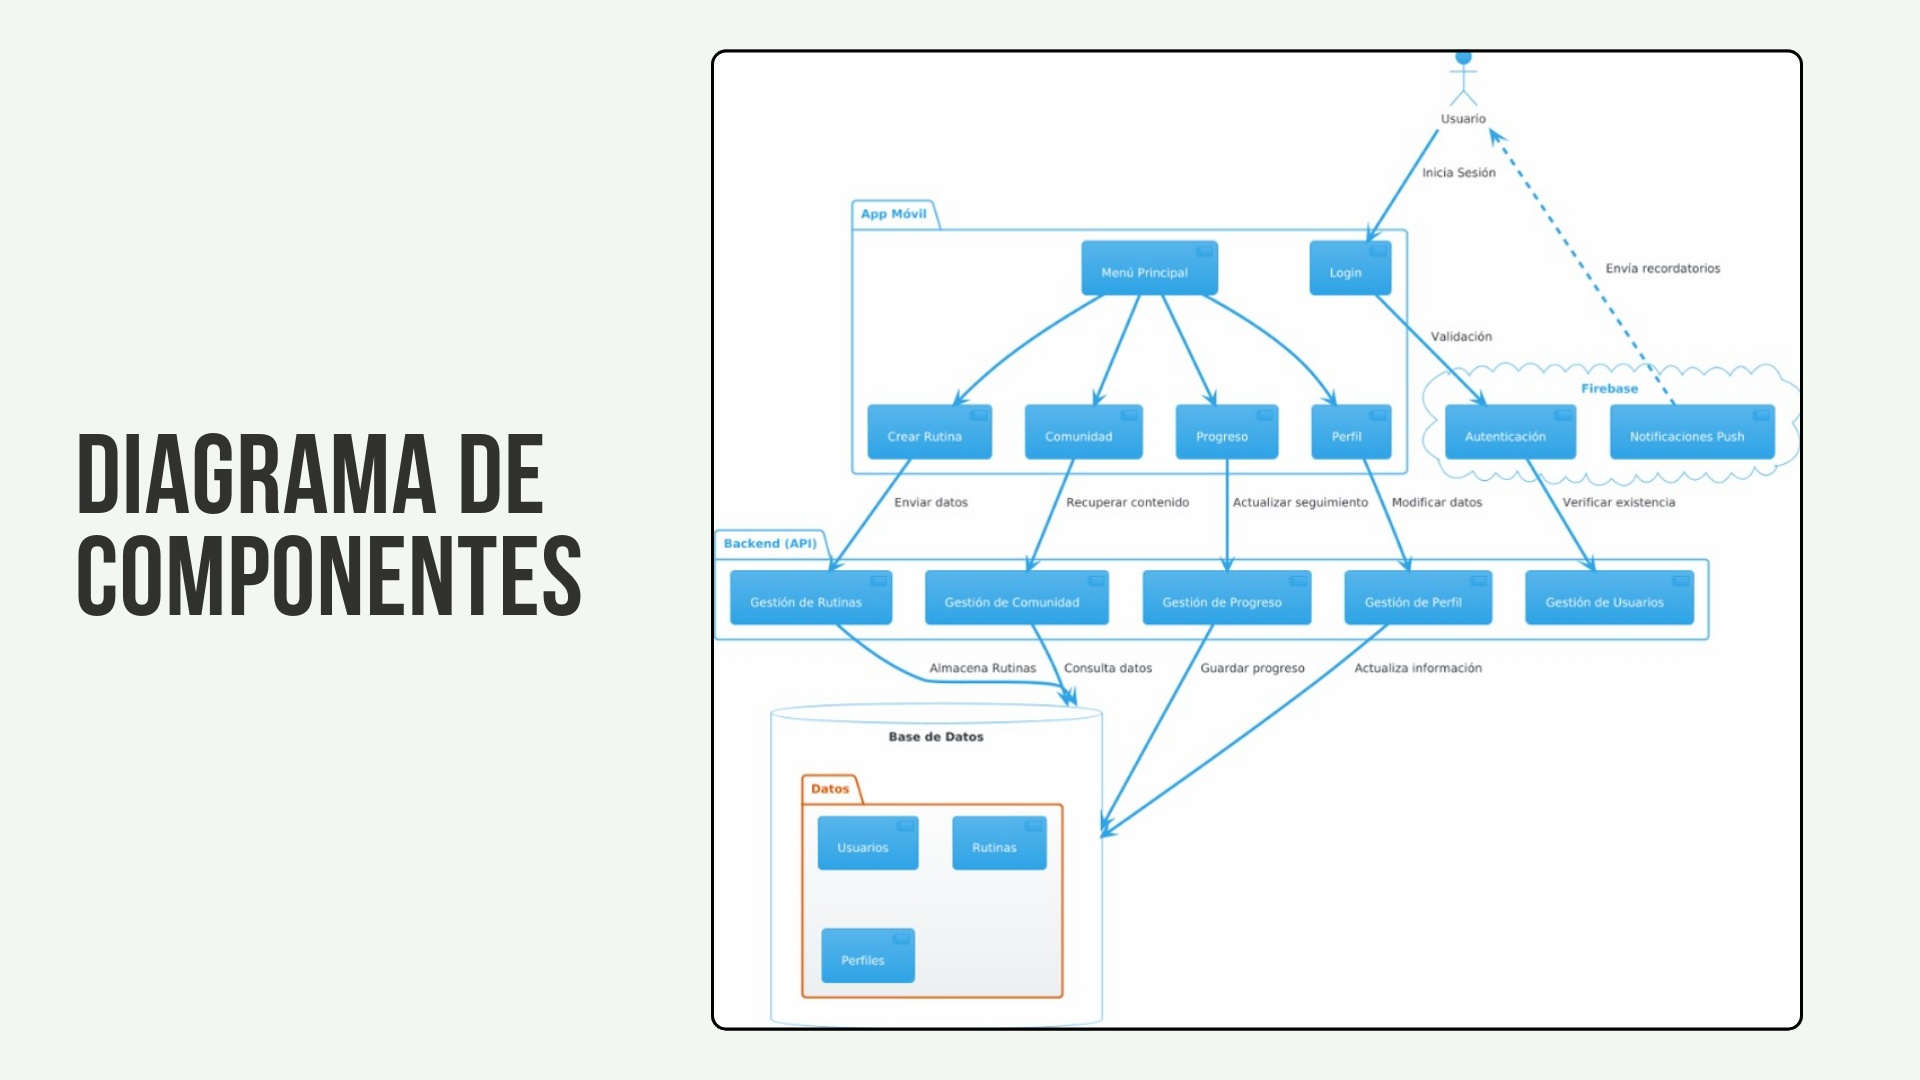 DIAGRAMA DE
COMPONENTES
Usuario
Inicia Sesión
App Móvil
Envía recordatorios
Menú Principal
Login
Validación
Firebase
Crear Rutina
Comunidad
Progreso
Perfil
Autenticación
Notificaciones Push
Enviar datos
Recuperar contenido
Actualizar seguimiento
Modificar datos
Verificar existencia
Backend (API)
Gestión de Rutinas
Gestión de Comunidad
Gestión de Progreso
Gestión de Perfil
Gestión de Usuarios
Almacena Rutinas
Consulta datos
Guardar progreso
Actualiza información
Base de Datos
Datos
Usuarios
Rutinas
Perfiles